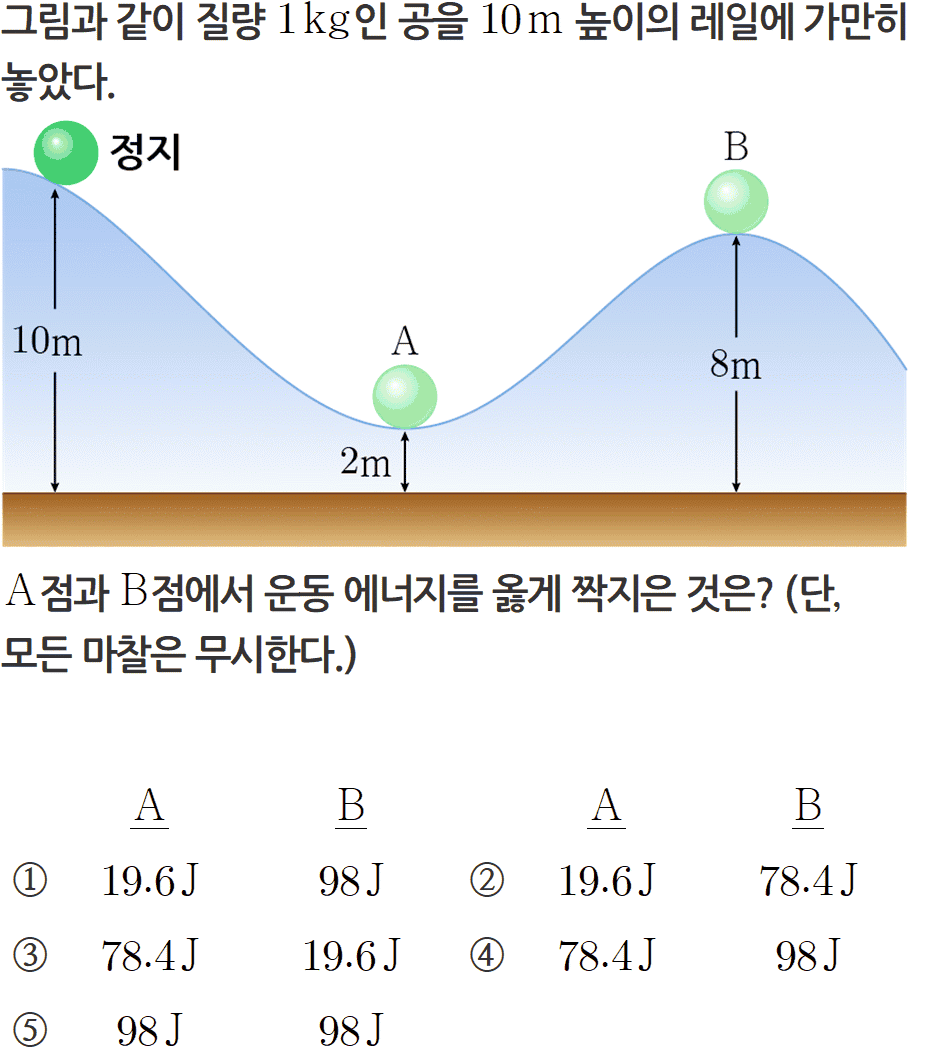 그림과 같이 질량 1kg인 공을 10m 높이의 레일에 가만히
놓았다.
정지
B
10m
A
8m
2m
A점과 B점에서 운동 에너지를 옳게 짝지은 것은? (단,
모든 마찰은 무시한다.)
A B A B
① 19.6J 98J ② 19.6J 78.4J
③ 78.4J 19.6J ④ 78.4J 98J
⑤ 98J 98J